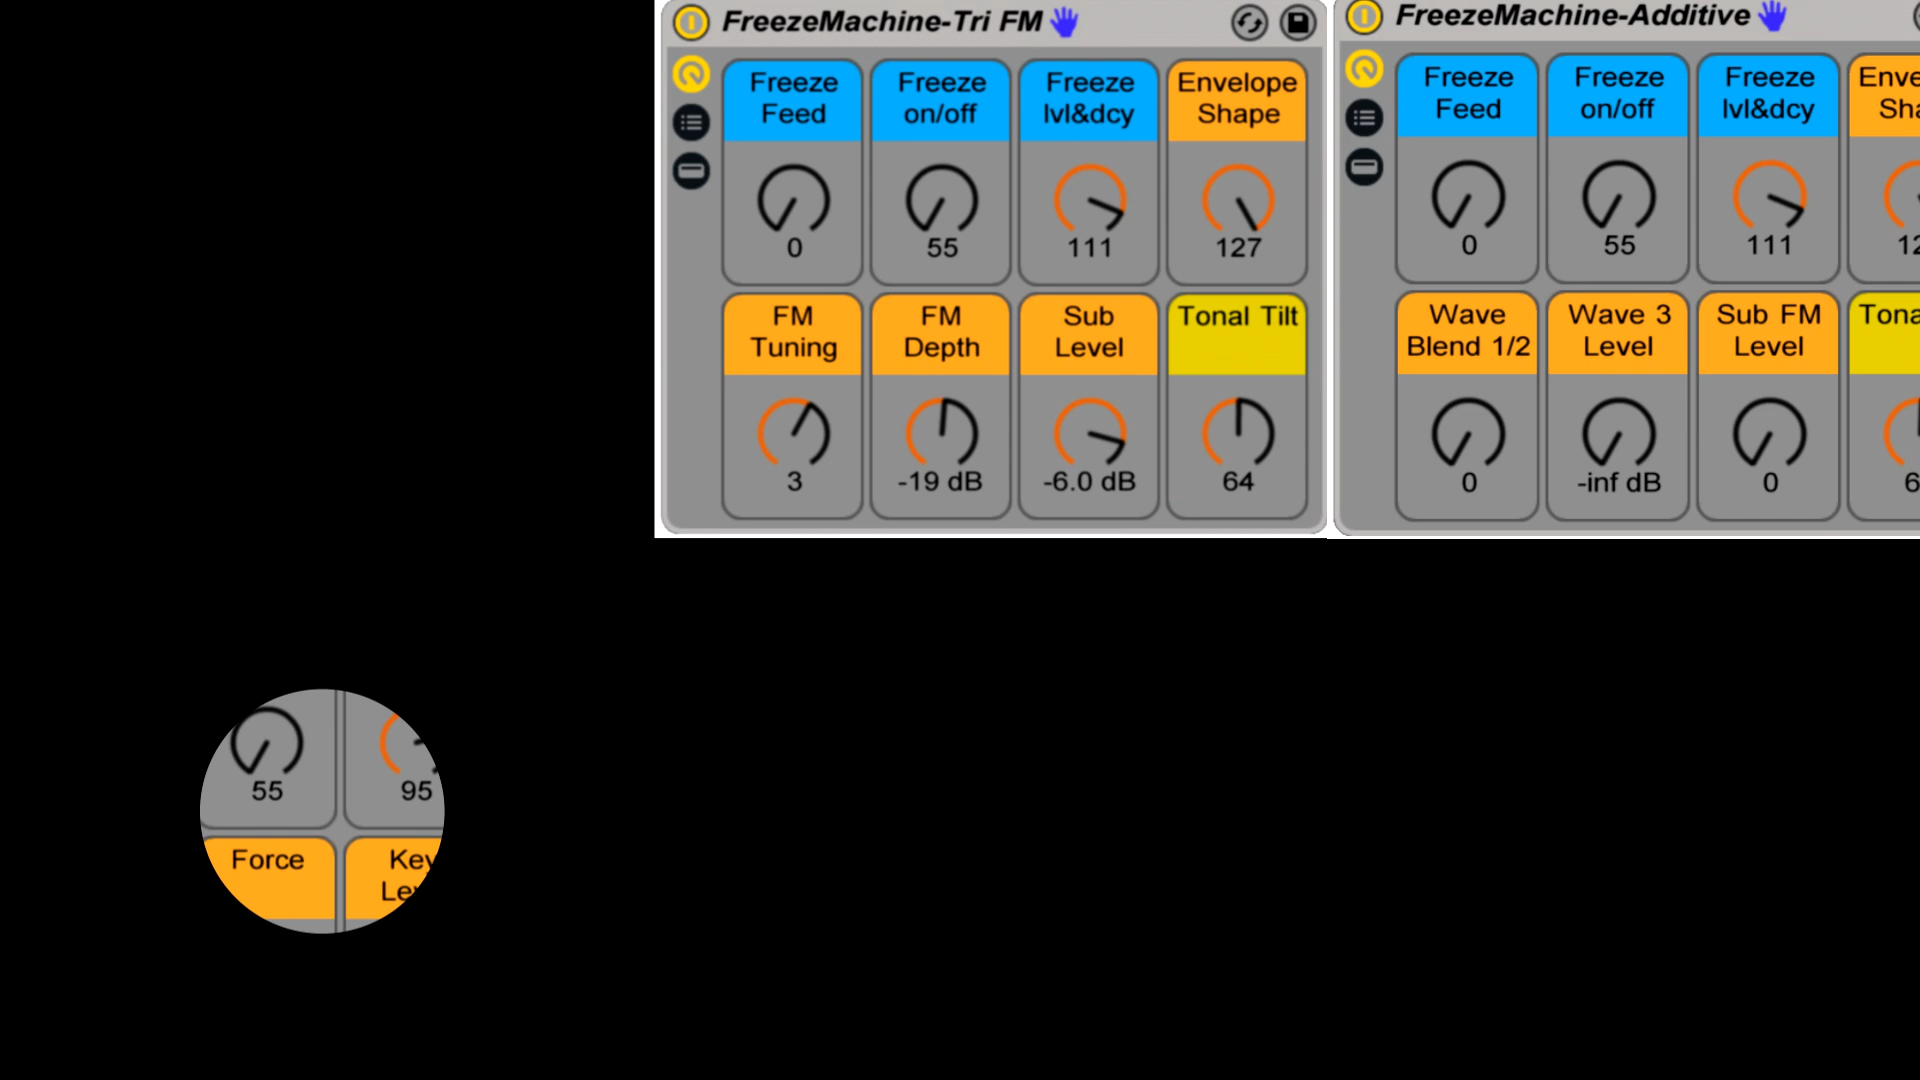 FreezeMachine-Tri FM
Freeze Feed
Freeze on/off
Freeze lvl&dcy
Envelope Shape
0
55
111
127
FM Tuning
FM Depth
Sub Level
Tonal Tilt
3
-19 dB
-6.0 dB
64
FreezeMachine-Additive
Freeze Feed
Freeze on/off
Freeze lvl&dcy
0
55
111
Wave Blend 1/2
Wave 3 Level
Sub FM Level
0
-inf dB
0
55
95
Force
Key